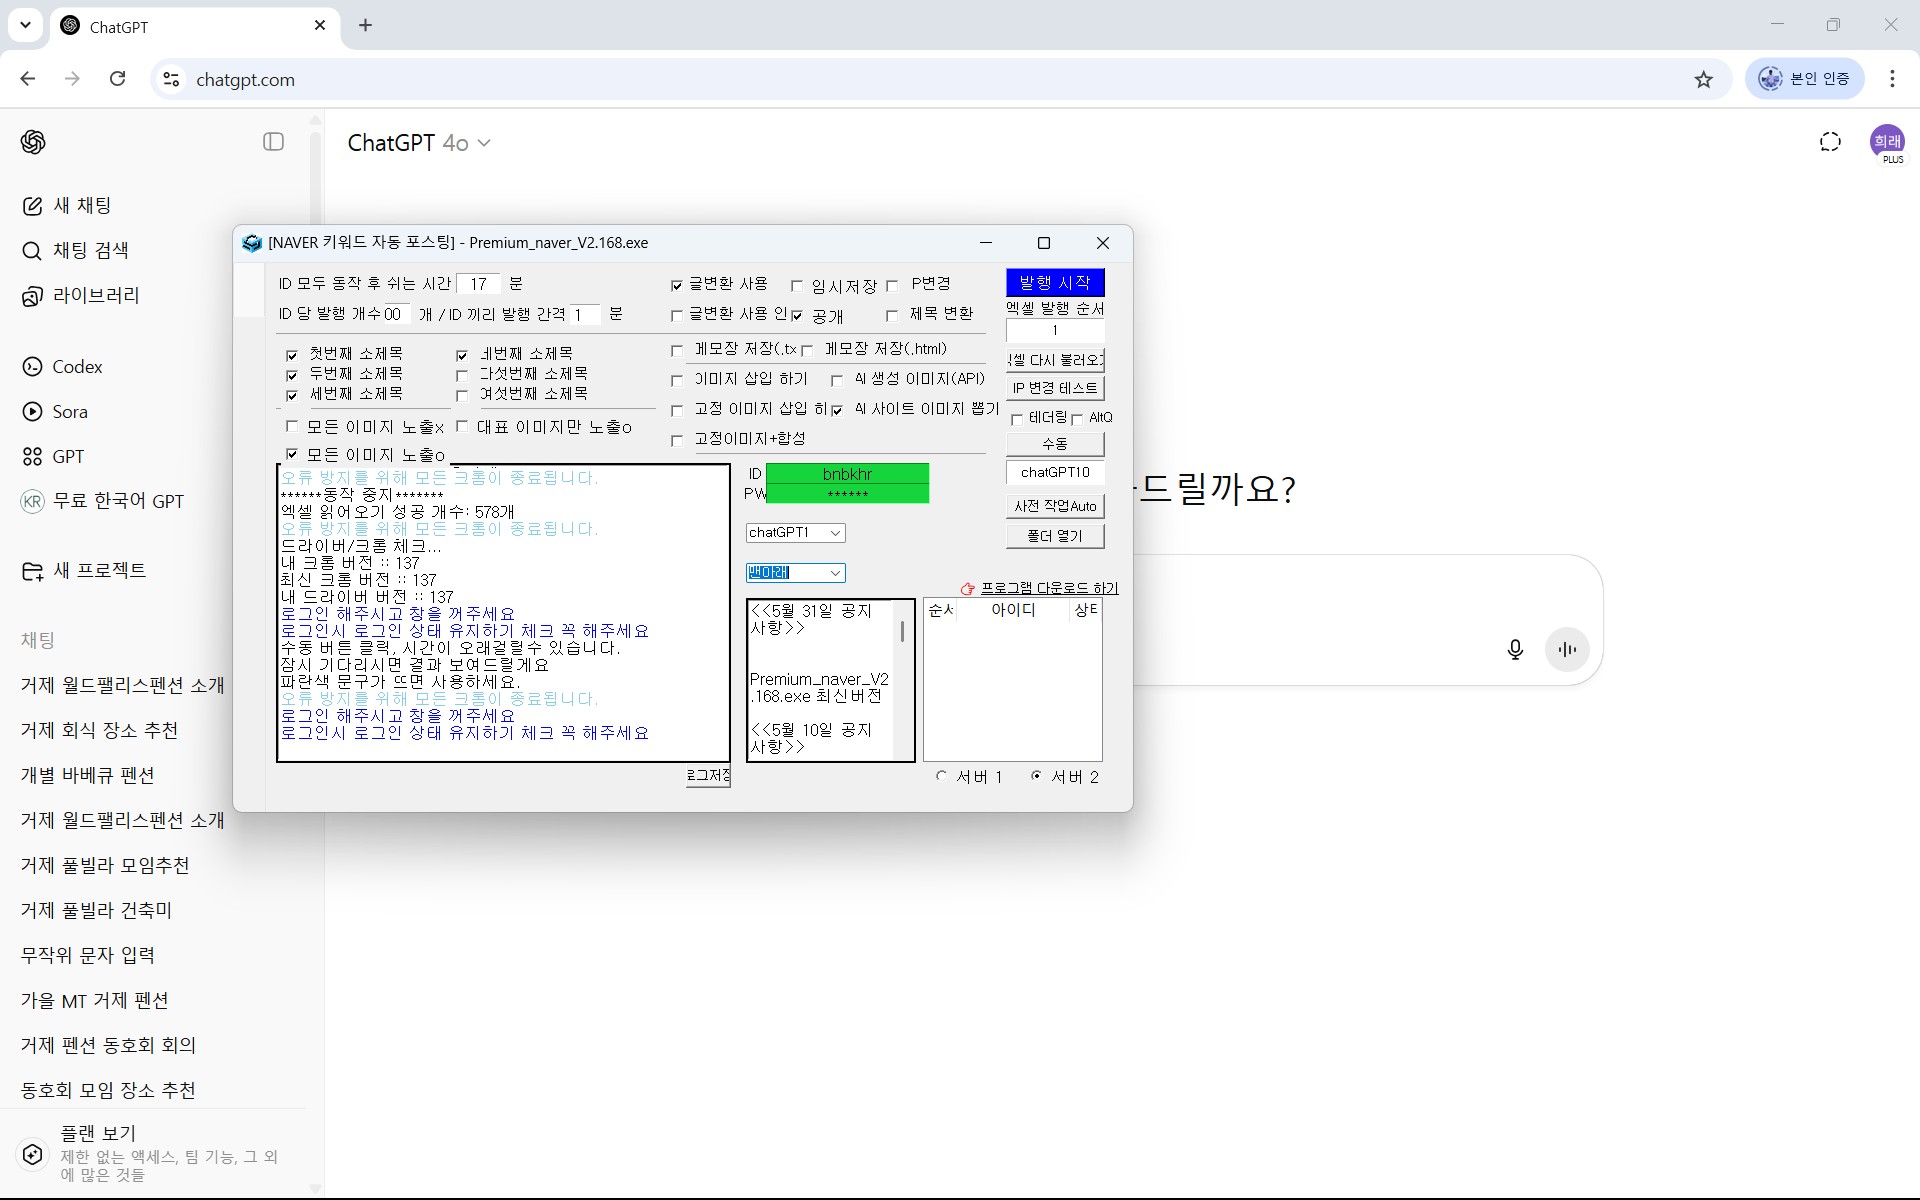 ChatGPT
chatgpt.com
본인 인증
ChatGPT 4o
희래
PLUS
새 채팅
채팅 검색
라이브러리
Codex
Sora
GPT
KR 무료 한국어 GPT
새 프로젝트
채팅
거제 월드팰리스펜션 소개
거제 회식 장소 추천
개별 바베큐 펜션
거제 월드팰리스펜션 소개
거제 풀빌라 모임추천
거제 풀빌라 건축미
무작위 문자 입력
가을 MT 거제 펜션
거제 펜션 동호회 회의
동호회 모임 장소 추천
플랜 보기
제한 없는 액세스, 팀 기능, 그 외
에 많은 것들
드릴까요?
[NAVER 키워드 자동 포스팅] - Premium_naver_V2.168.exe
ID 모두 동작 후 쉬는 시간 17 분
ID 당 발행 개수 00 개 / ID 끼리 발행 간격 1 분
글변환 사용 임시저장 P변경
글변환 사용 인 공개 제목 변환
첫번째 소제목 네번째 소제목
두번째 소제목 다섯번째 소제목
세번째 소제목 여섯번째 소제목
모든 이미지 노출x 대표 이미지만 노출o
모든 이미지 노출o
메모장 저장(.tx 메모장 저장(.html)
이미지 삽입 하기 AI 생성 이미지(API)
고정 이미지 삽입 히 AI 사이트 이미지 뽑기
고정이미지+합성
발행 시작
엑셀 발행 순서
1
셀 다시 불러오
IP 변경 테스트
테더링 AltQ
수동
chatGPT10
사전 작업Auto
폴더 열기
오류 방지를 위해 모든 크롬이 종료됩니다.
******동작 중지*******
엑셀 읽어오기 성공 개수: 578개
오류 방지를 위해 모든 크롬이 종료됩니다.
드라이버/크롬 체크...
내 크롬 버전 :: 137
최신 크롬 버전 :: 137
내 드라이버 버전 :: 137
로그인 해주시고 창을 꺼주세요
로그인시 로그인 상태 유지하기 체크 꼭 해주세요
수동 버튼 클릭, 시간이 오래걸릴수 있습니다.
잠시 기다리시면 결과 보여드릴게요
파란색 문구가 뜨면 사용하세요.
오류 방지를 위해 모든 크롬이 종료됩니다.
로그인 해주시고 창을 꺼주세요
로그인시 로그인 상태 유지하기 체크 꼭 해주세요
로그저장
ID bnbkhr
PW ******
chatGPT1
맨아래
프로그램 다운로드 하기
<<5월 31일 공지
사항>>
Premium_naver_V2
.168.exe 최신버전
<<5월 10일 공지
사항>>
순서 아이디 상태
서버 1 서버 2